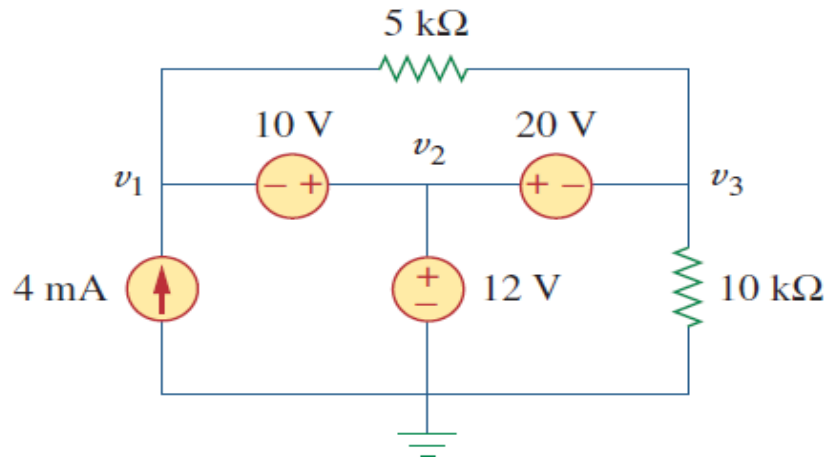 5 kΩ
10 V
20 V
v₂
v₁
− +
+ −
v₃
4 mA
+
−
12 V
10 kΩ